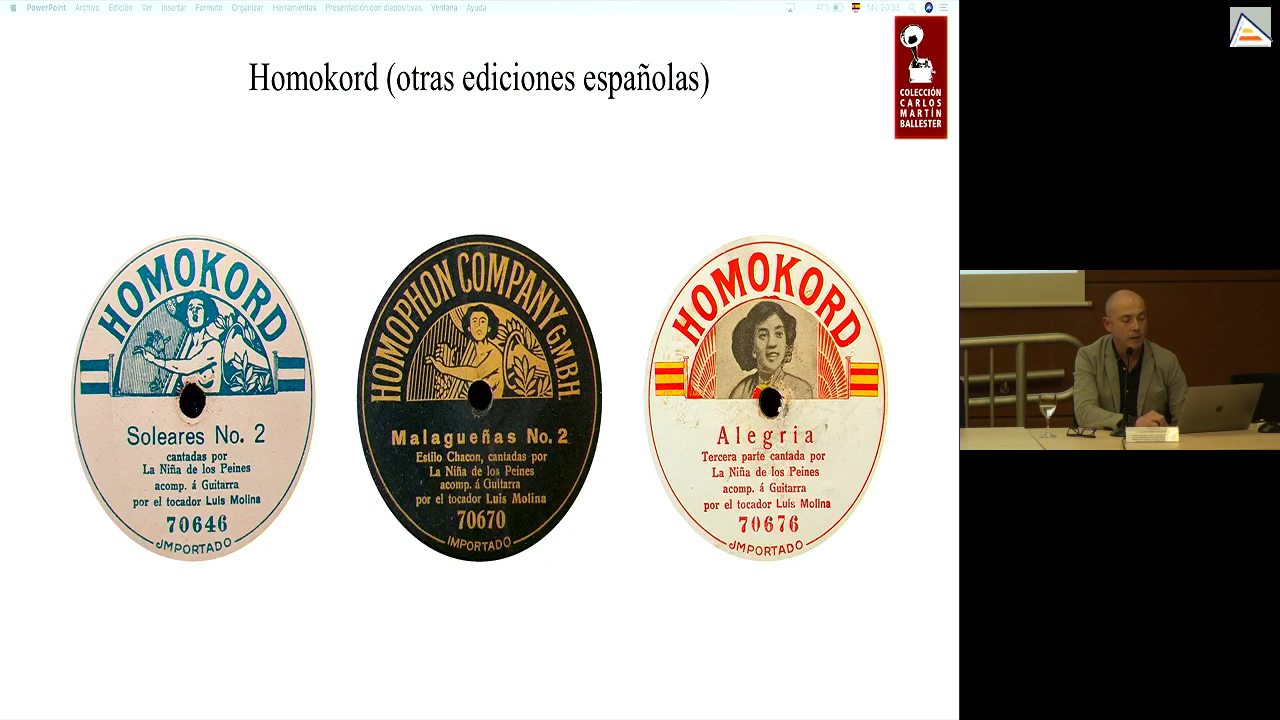 PowerPoint Archivo Edición Ver Insertar Formato Organizar Herramientas Presentación con diapositivas Ventana Ayuda
Homokord (otras ediciones españolas)
COLECCIÓN
CARLOS
MARTÍN
BALLESTER
HOMOKORD
Soleares No. 2
cantadas por
La Niña de los Peines
acomp. á Guitarra
por el tocador Luis Molina
70646
JMPORTADO
HOMOPHON COMPANY GMBH
Malagueñas No. 2
Estilo Chacon, cantadas por
La Niña de los Peines
acomp. á Guitarra
por el tocador Luis Molina
70670
IMPORTADO
HOMOKORD
Alegria
Tercera parte cantada por
La Niña de los Peines
acomp. á Guitarra
por el tocador Luis Molina
70676
JMPORTADO